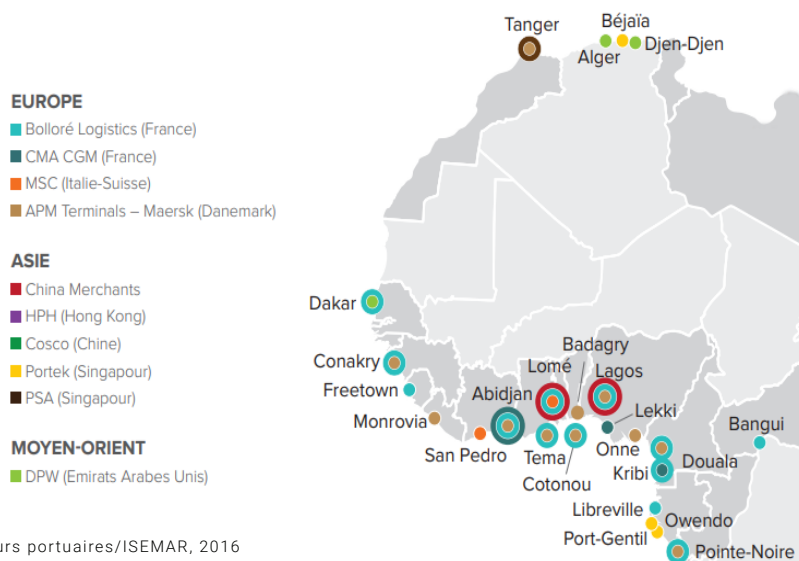 EUROPE
Bolloré Logistics (France)
CMA CGM (France)
MSC (Italie-Suisse)
APM Terminals – Maersk (Danemark)
ASIE
China Merchants
HPH (Hong Kong)
Cosco (Chine)
Portek (Singapour)
PSA (Singapour)
MOYEN-ORIENT
DPW (Emirats Arabes Unis)
urs portuaires/ISEMAR, 2016
Tanger
Béjaïa
Alger
Djen-Djen
Dakar
Conakry
Freetown
Monrovia
San Pedro
Abidjan
Lomé
Badagry
Lagos
Lekki
Tema
Cotonou
Onne
Bangui
Douala
Kribi
Libreville
Owendo
Port-Gentil
Pointe-Noire